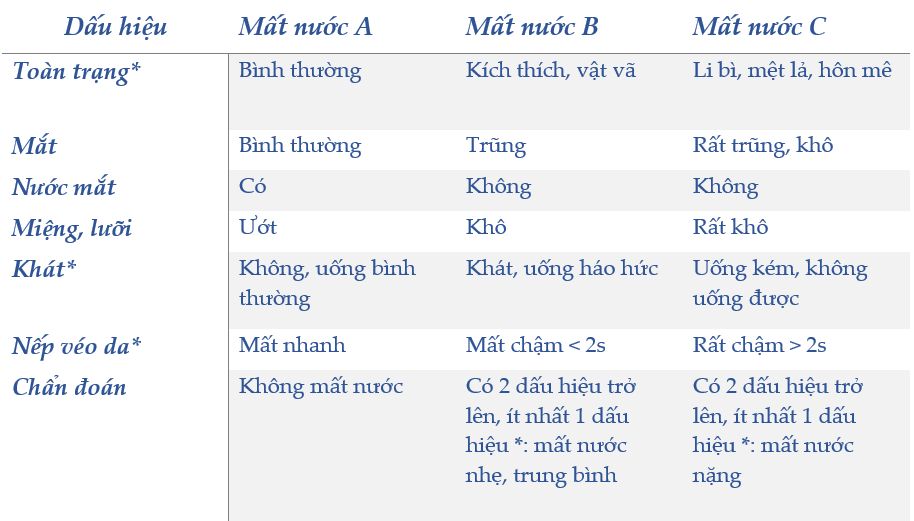 Dấu hiệu Mất nước A Mất nước B Mất nước C
Toàn trạng* Bình thường Kích thích, vật vã Li bì, mệt lả, hôn mê
Mắt Bình thường Trũng Rất trũng, khô
Nước mắt Có Không Không
Miệng, lưỡi Ướt Khô Rất khô
Khát* Không, uống bình Khát, uống háo hức Uống kém, không
thường uống được
Nếp véo da* Mất nhanh Mất chậm < 2s Rất chậm > 2s
Chẩn đoán Không mất nước Có 2 dấu hiệu trở Có 2 dấu hiệu trở
lên, ít nhất 1 dấu lên, ít nhất 1 dấu
hiệu *: mất nước hiệu *: mất nước
nhẹ, trung bình nặng